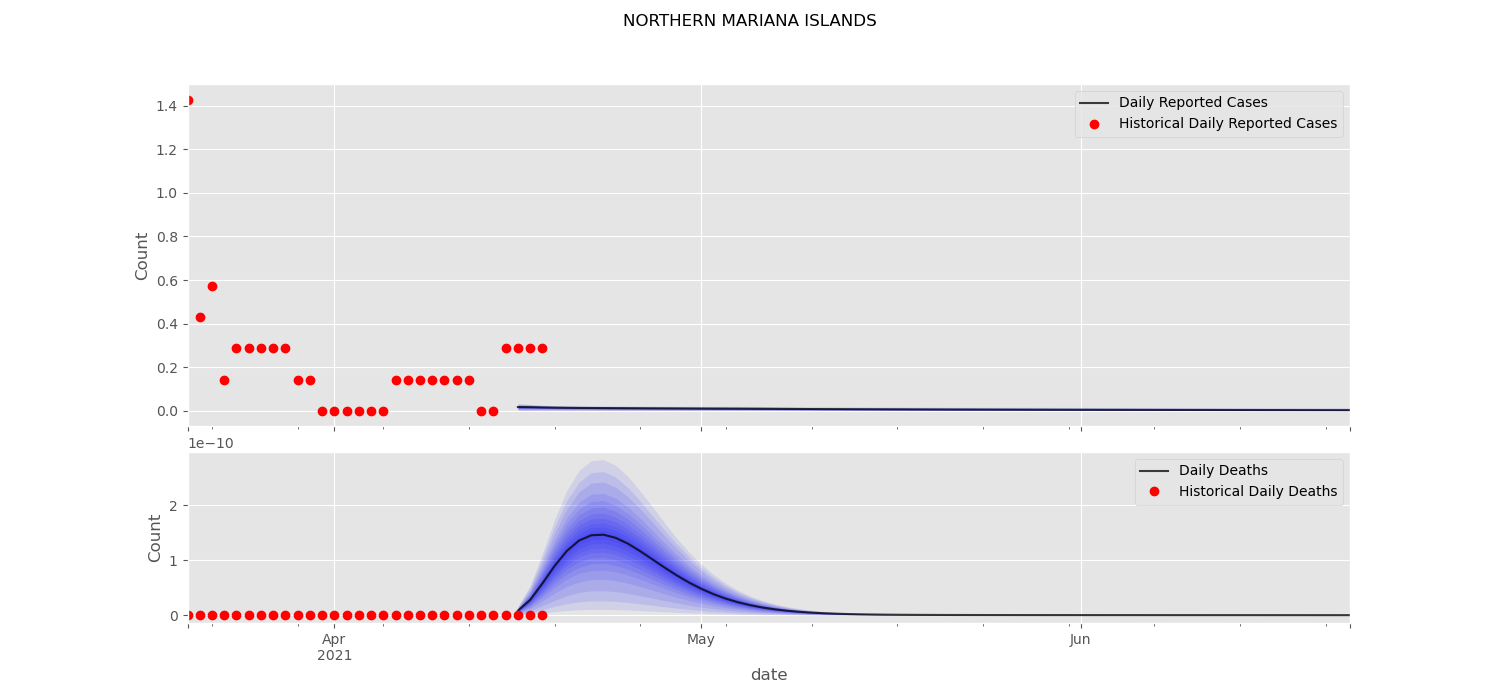 NORTHERN MARIANA ISLANDS
Daily Reported Cases
Historical Daily Reported Cases
1.4
1.2
1.0
0.8
0.6
0.4
0.2
0.0
Count
1e−10
Daily Deaths
Historical Daily Deaths
2
1
0
Count
Apr
2021
May
Jun
date